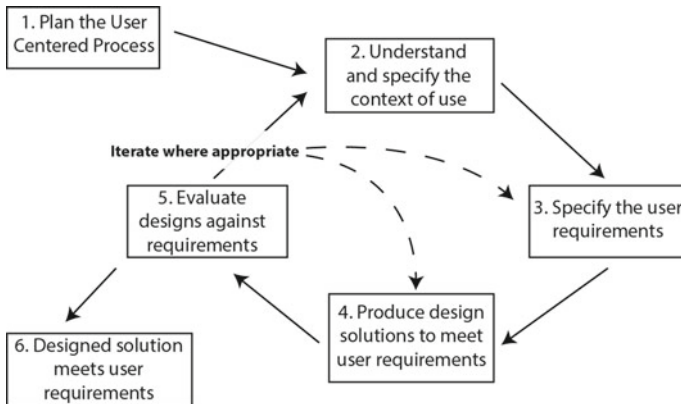 1. Plan the User
Centered Process
2. Understand
and specify the
context of use
Iterate where appropriate
5. Evaluate
designs against
requirements
3. Specify the user
requirements
4. Produce design
solutions to meet
user requirements
6. Designed solution
meets user
requirements